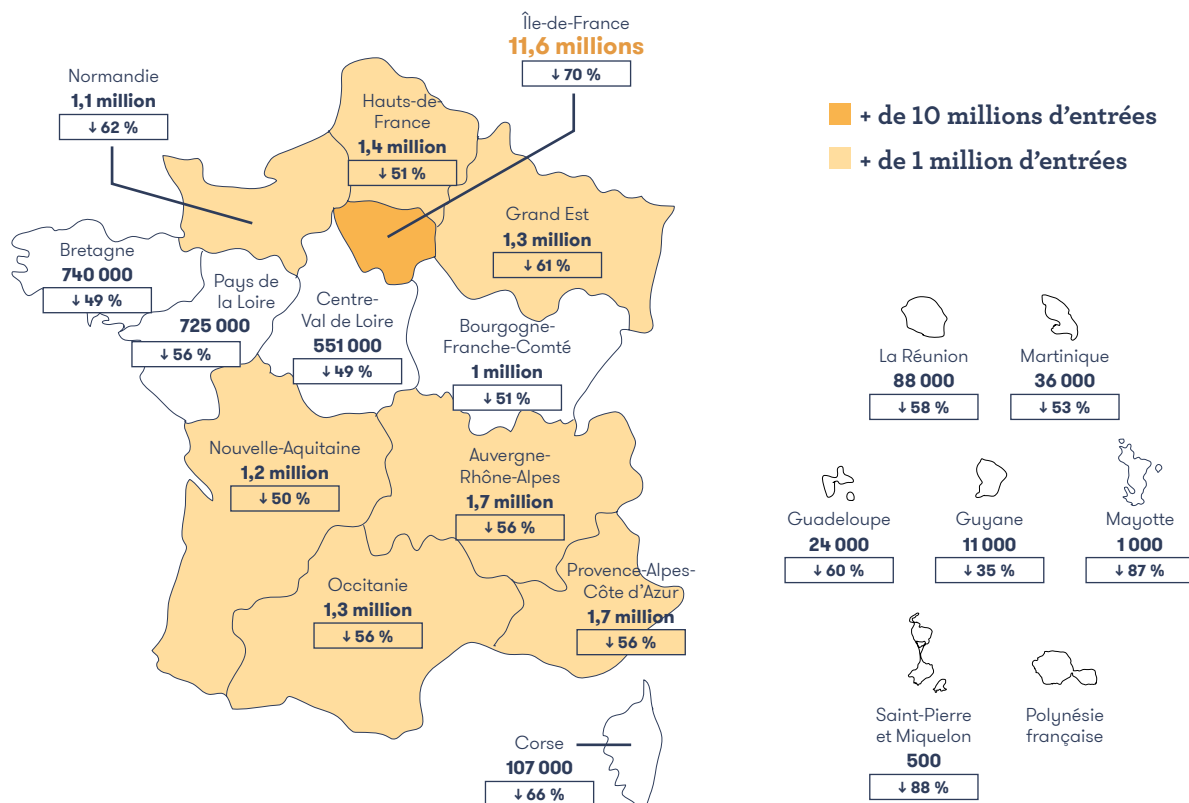 Île-de-France
11,6 millions
↓ 70 %
Normandie
1,1 million
↓ 62 %
Hauts-de-
France
1,4 million
↓ 51 %
+ de 10 millions d'entrées
+ de 1 million d'entrées
Grand Est
1,3 million
↓ 61 %
Bretagne
740 000
↓ 49 %
Pays de
la Loire
725 000
↓ 56 %
Centre-
Val de Loire
551 000
↓ 49 %
Bourgogne-
Franche-Comté
1 million
↓ 51 %
La Réunion
88 000
↓ 58 %
Martinique
36 000
↓ 53 %
Nouvelle-Aquitaine
1,2 million
↓ 50 %
Auvergne-
Rhône-Alpes
1,7 million
↓ 56 %
Guadeloupe
24 000
↓ 60 %
Guyane
11 000
↓ 35 %
Mayotte
1 000
↓ 87 %
Occitanie
1,3 million
↓ 56 %
Provence-Alpes-
Côte d'Azur
1,7 million
↓ 56 %
Saint-Pierre
et Miquelon
500
↓ 88 %
Polynésie
française
Corse
107 000
↓ 66 %